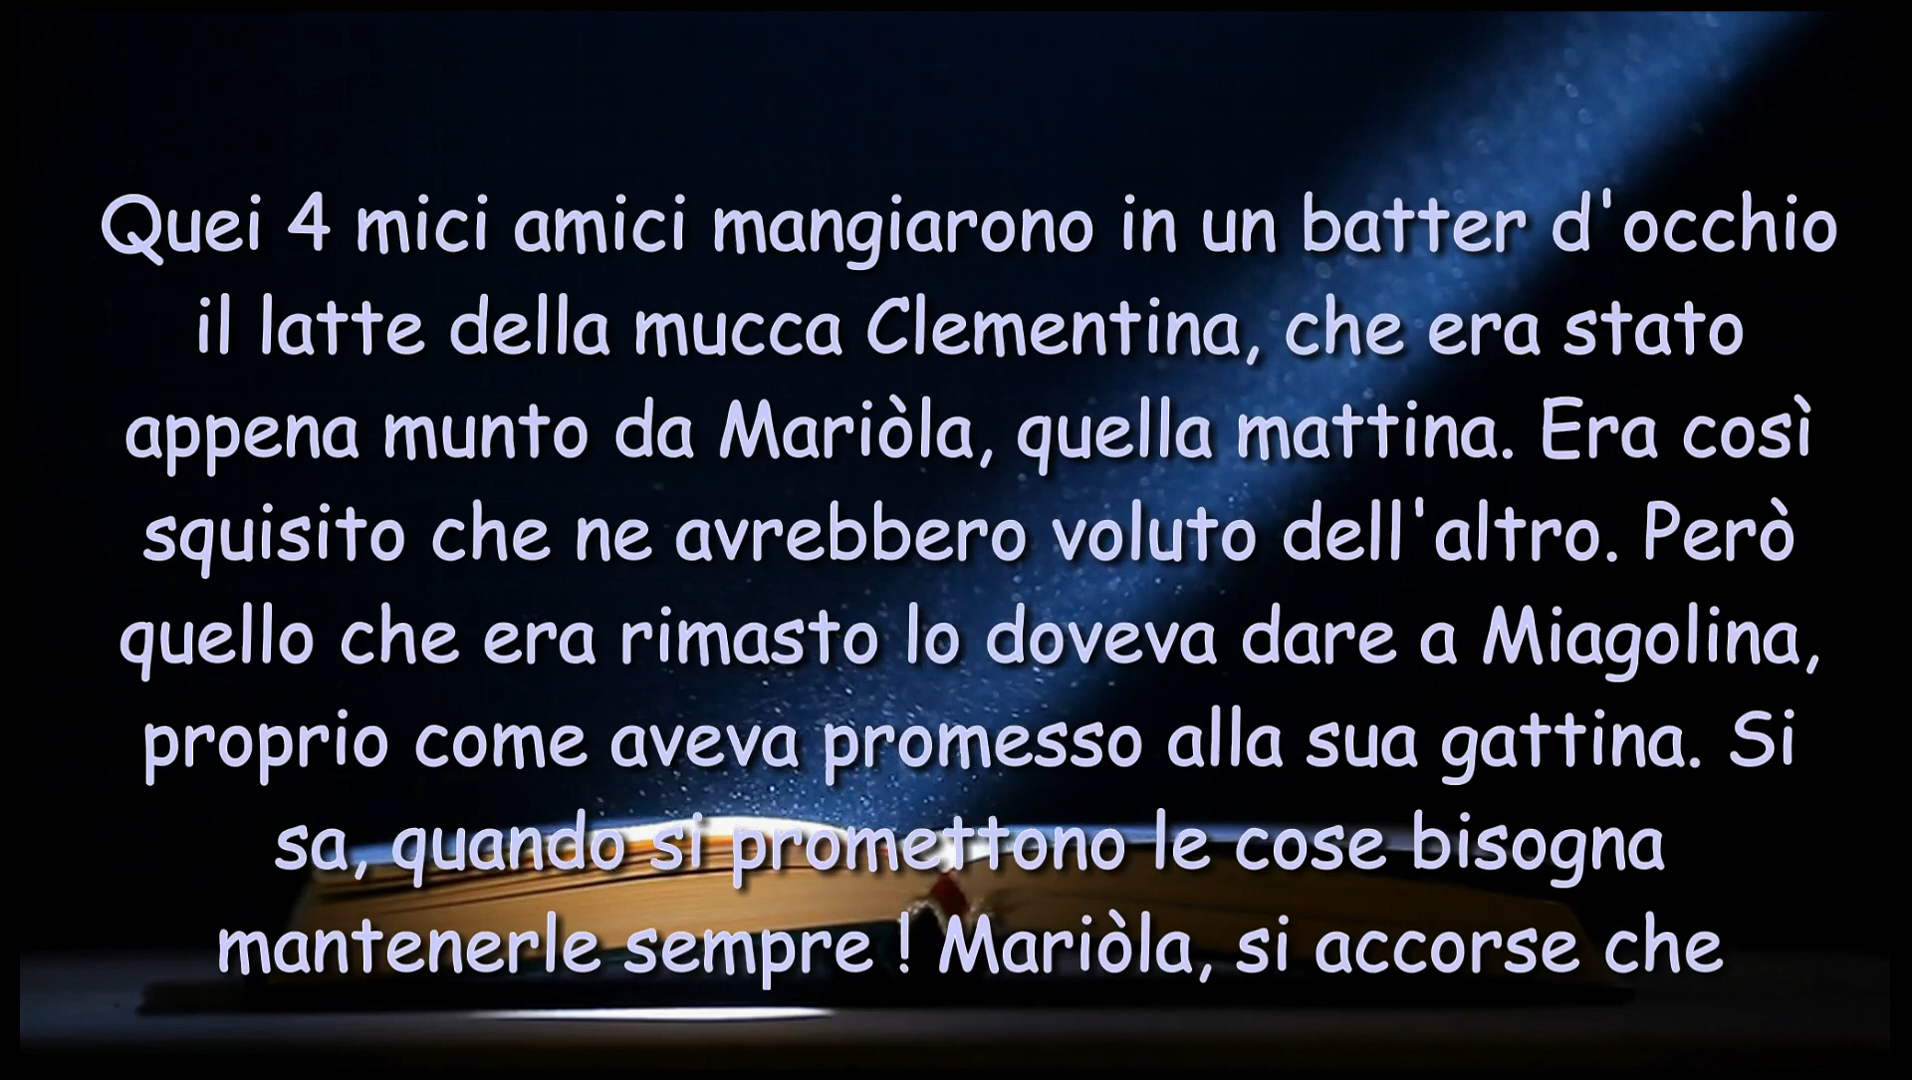 Quei 4 mici amici mangiarono in un batter d'occhio
il latte della mucca Clementina, che era stato
appena munto da Mariòla, quella mattina. Era così
squisito che ne avrebbero voluto dell'altro. Però
quello che era rimasto lo doveva dare a Miagolina,
proprio come aveva promesso alla sua gattina. Si
sa, quando si promettono le cose bisogna
mantenerle sempre ! Mariòla, si accorse che